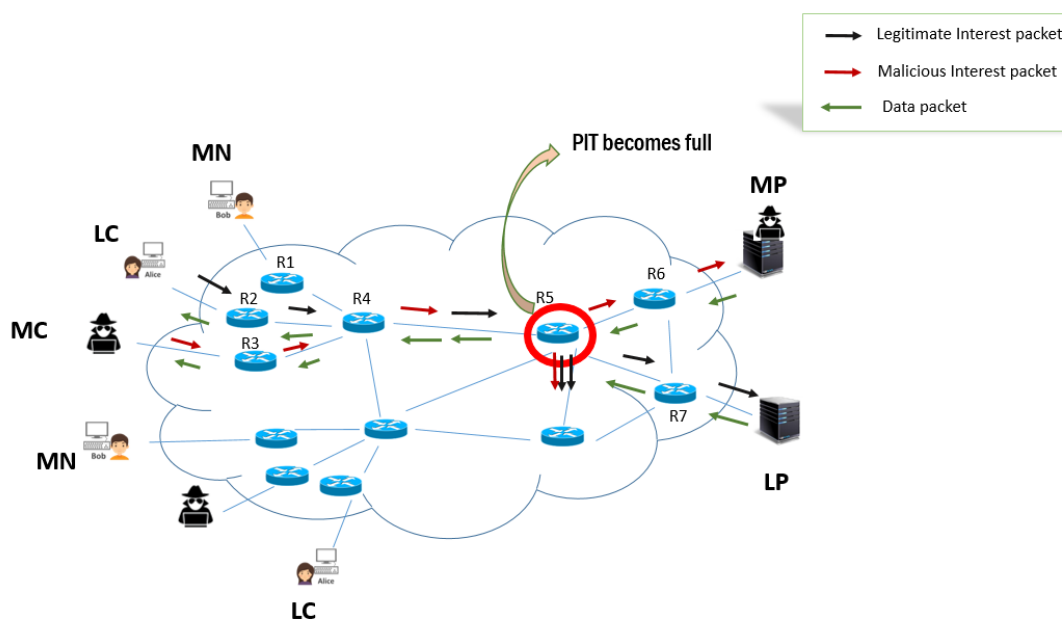 Legitimate Interest packet
Malicious Interest packet
Data packet
PIT becomes full
MN
Bob
MP
LC
Alice
R1
R2
R4
R5
R6
MC
R3
R7
MN
Bob
LP
Alice
LC